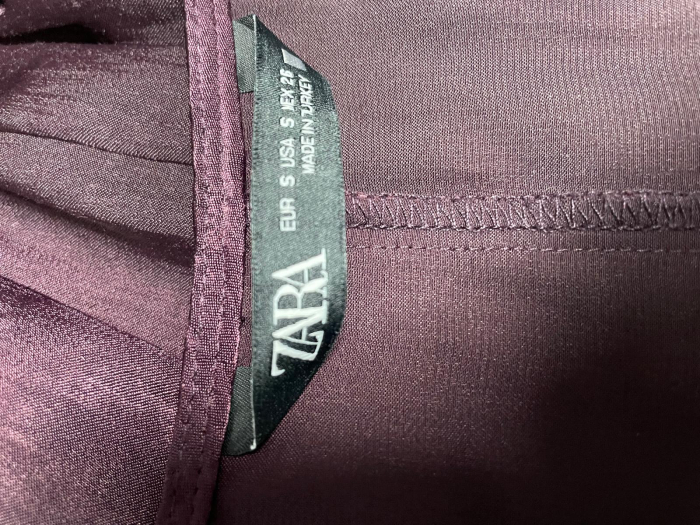 ZARA
EUR S USA S MEX 26
MADE IN TURKEY